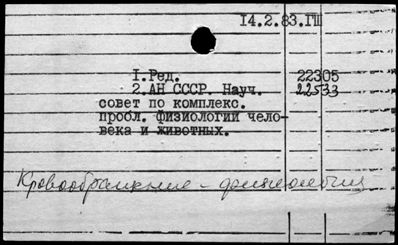 14.2.83.ГШ
1.Ред. 22305
2.АН СССР. Науч. 22533
совет по комплекс.
пробл. физиологии чело-
века и животных.
Кровообращение - физиология